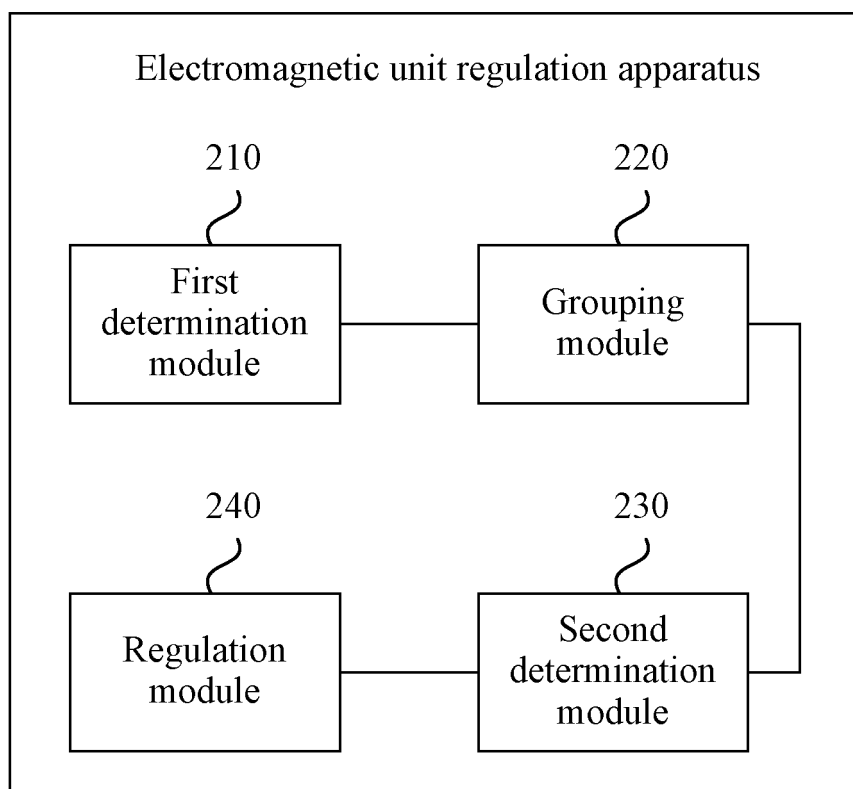 Electromagnetic unit regulation apparatus
210
220
First
determination
module
Grouping
module
240
230
Regulation
module
Second
determination
module